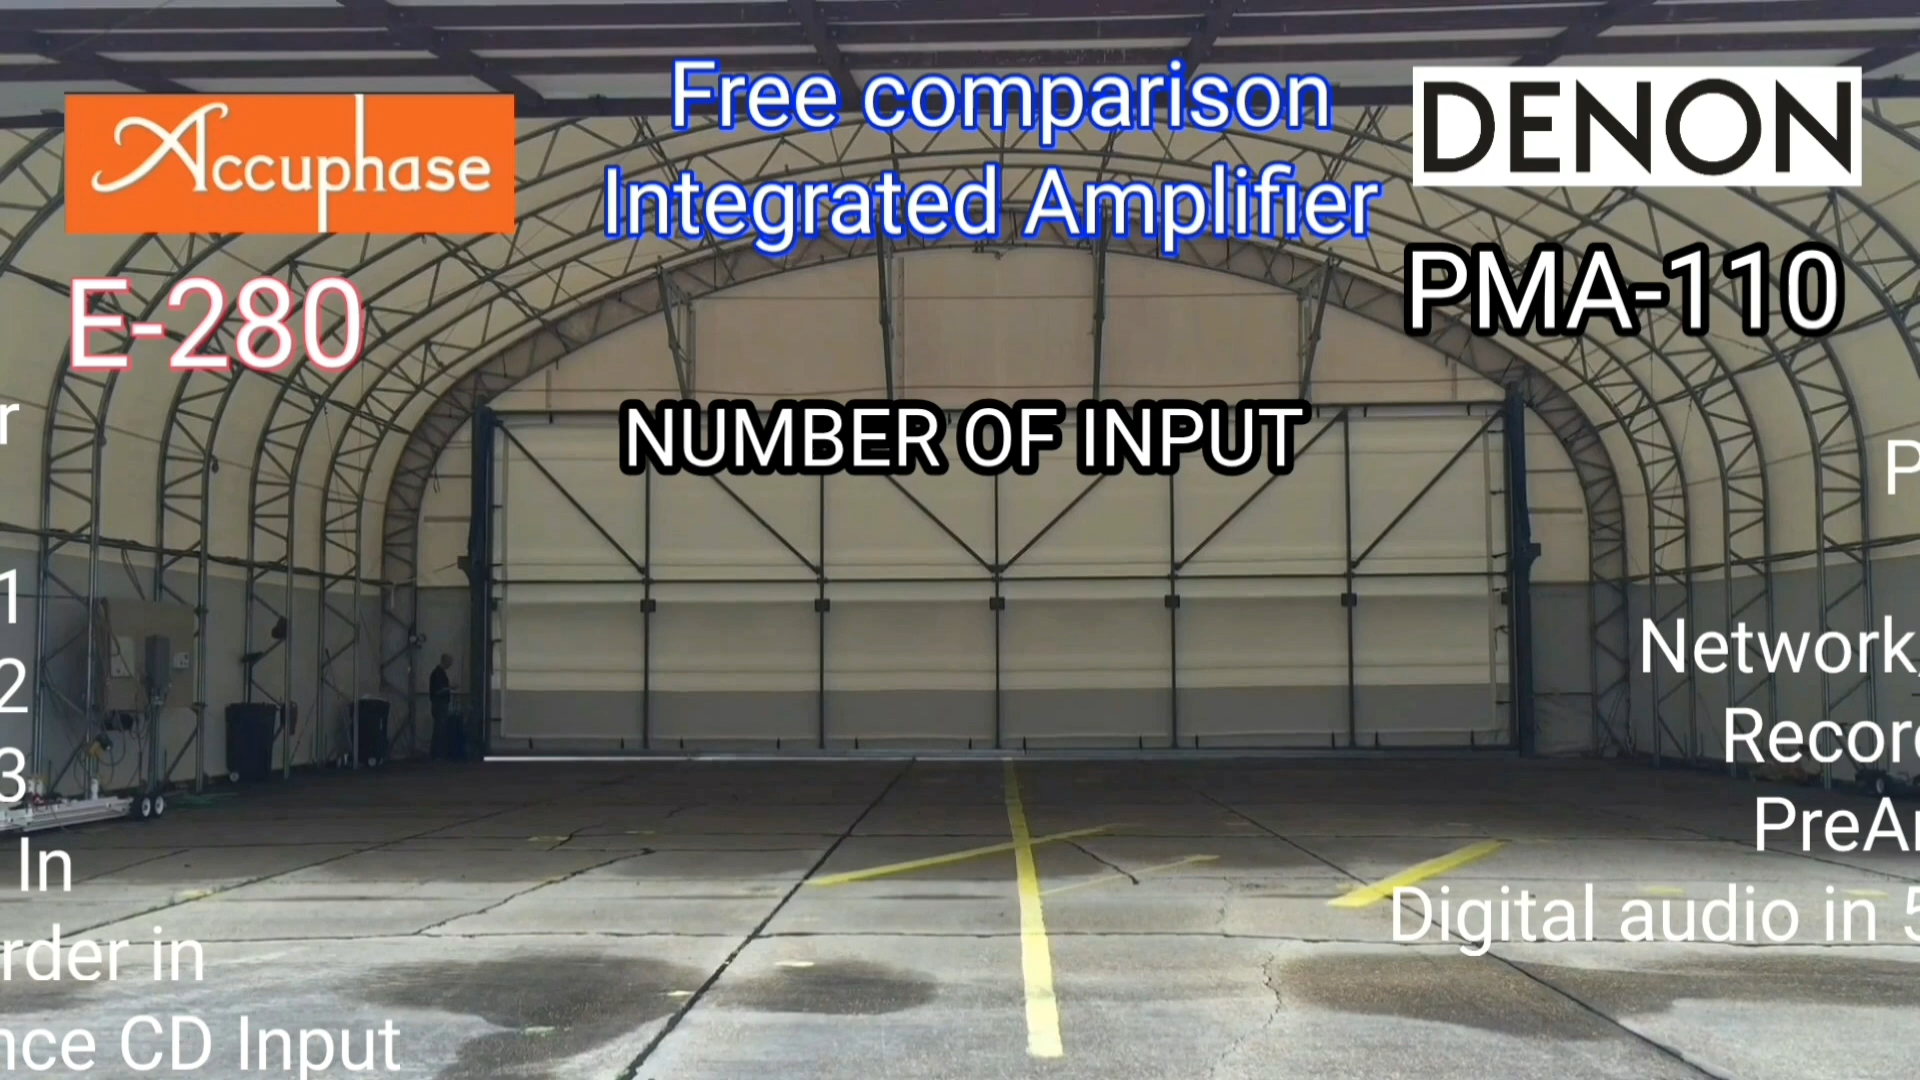 Accuphase
Free comparison
Integrated Amplifier
DENON
E-280
PMA-110
NUMBER OF INPUT
r
P
1
2
3
In
rder in
nce CD Input
Network,
Recor
PreA
Digital audio in 5